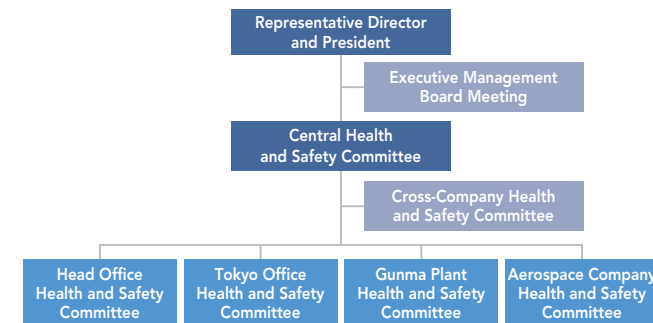 Representative Director
and President
Executive Management
Board Meeting
Central Health
and Safety Committee
Cross-Company Health
and Safety Committee
Head Office
Health and Safety
Committee
Tokyo Office
Health and Safety
Committee
Gunma Plant
Health and Safety
Committee
Aerospace Company
Health and Safety
Committee